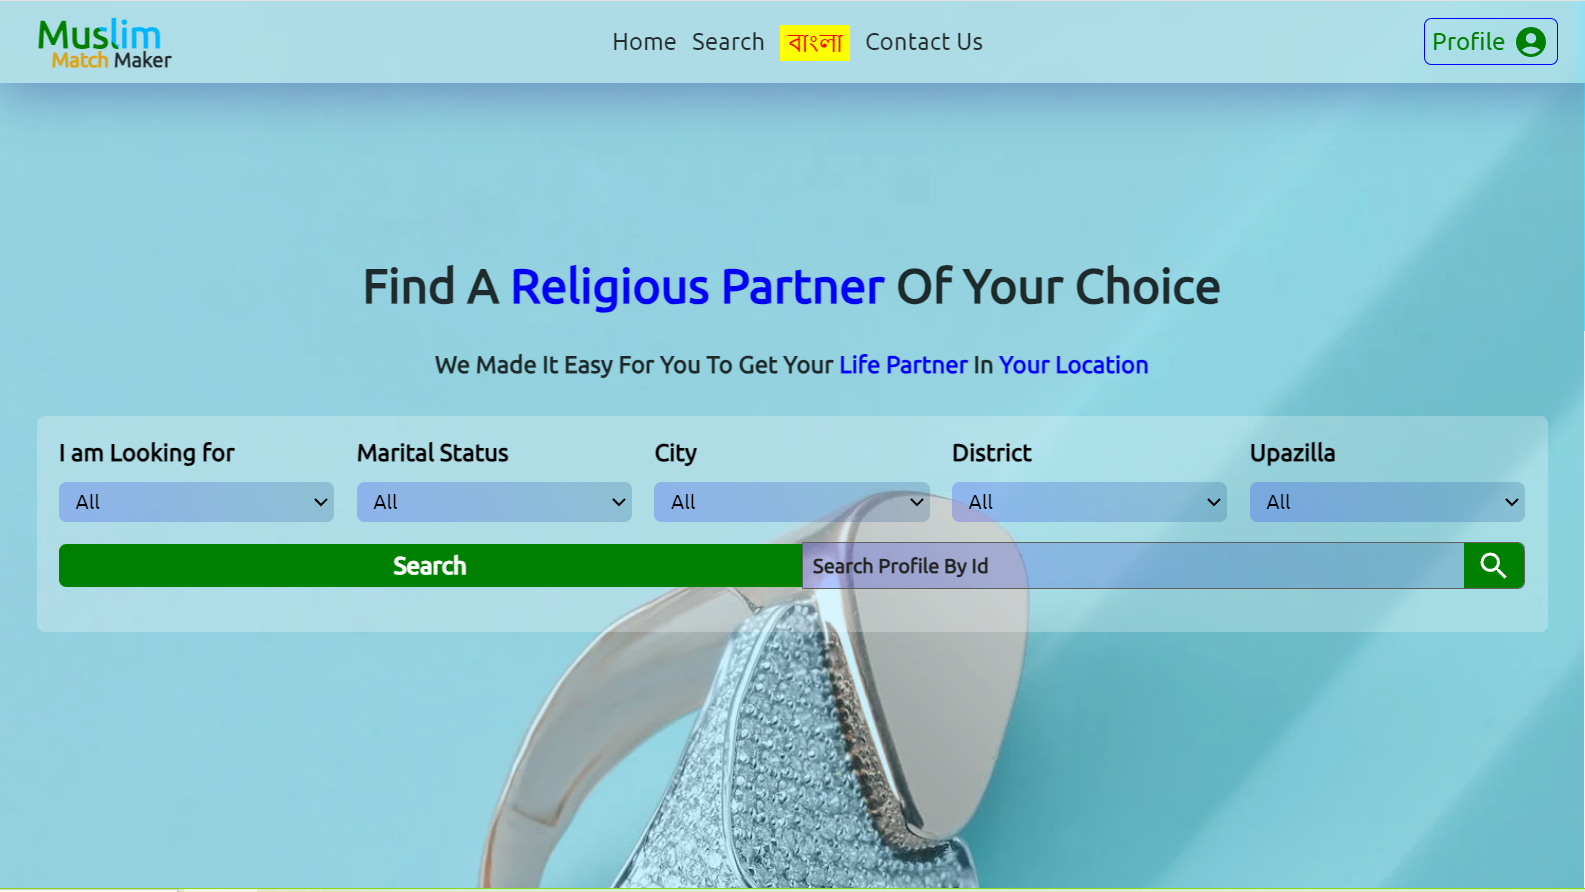 Muslim
Match Maker
Home Search বাংলা Contact Us
Profile
Find A Religious Partner Of Your Choice
We Made It Easy For You To Get Your Life Partner In Your Location
I am Looking for Marital Status City District Upazilla
All All All All All
Search Search Profile By Id